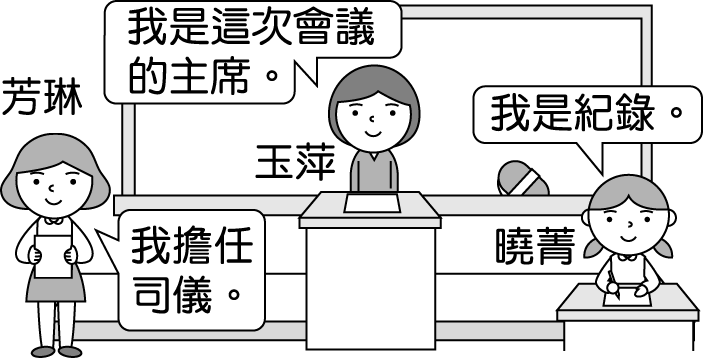 我是這次會議
的主席。
芳琳
我是紀錄。
玉萍
我擔任
司儀。
曉菁